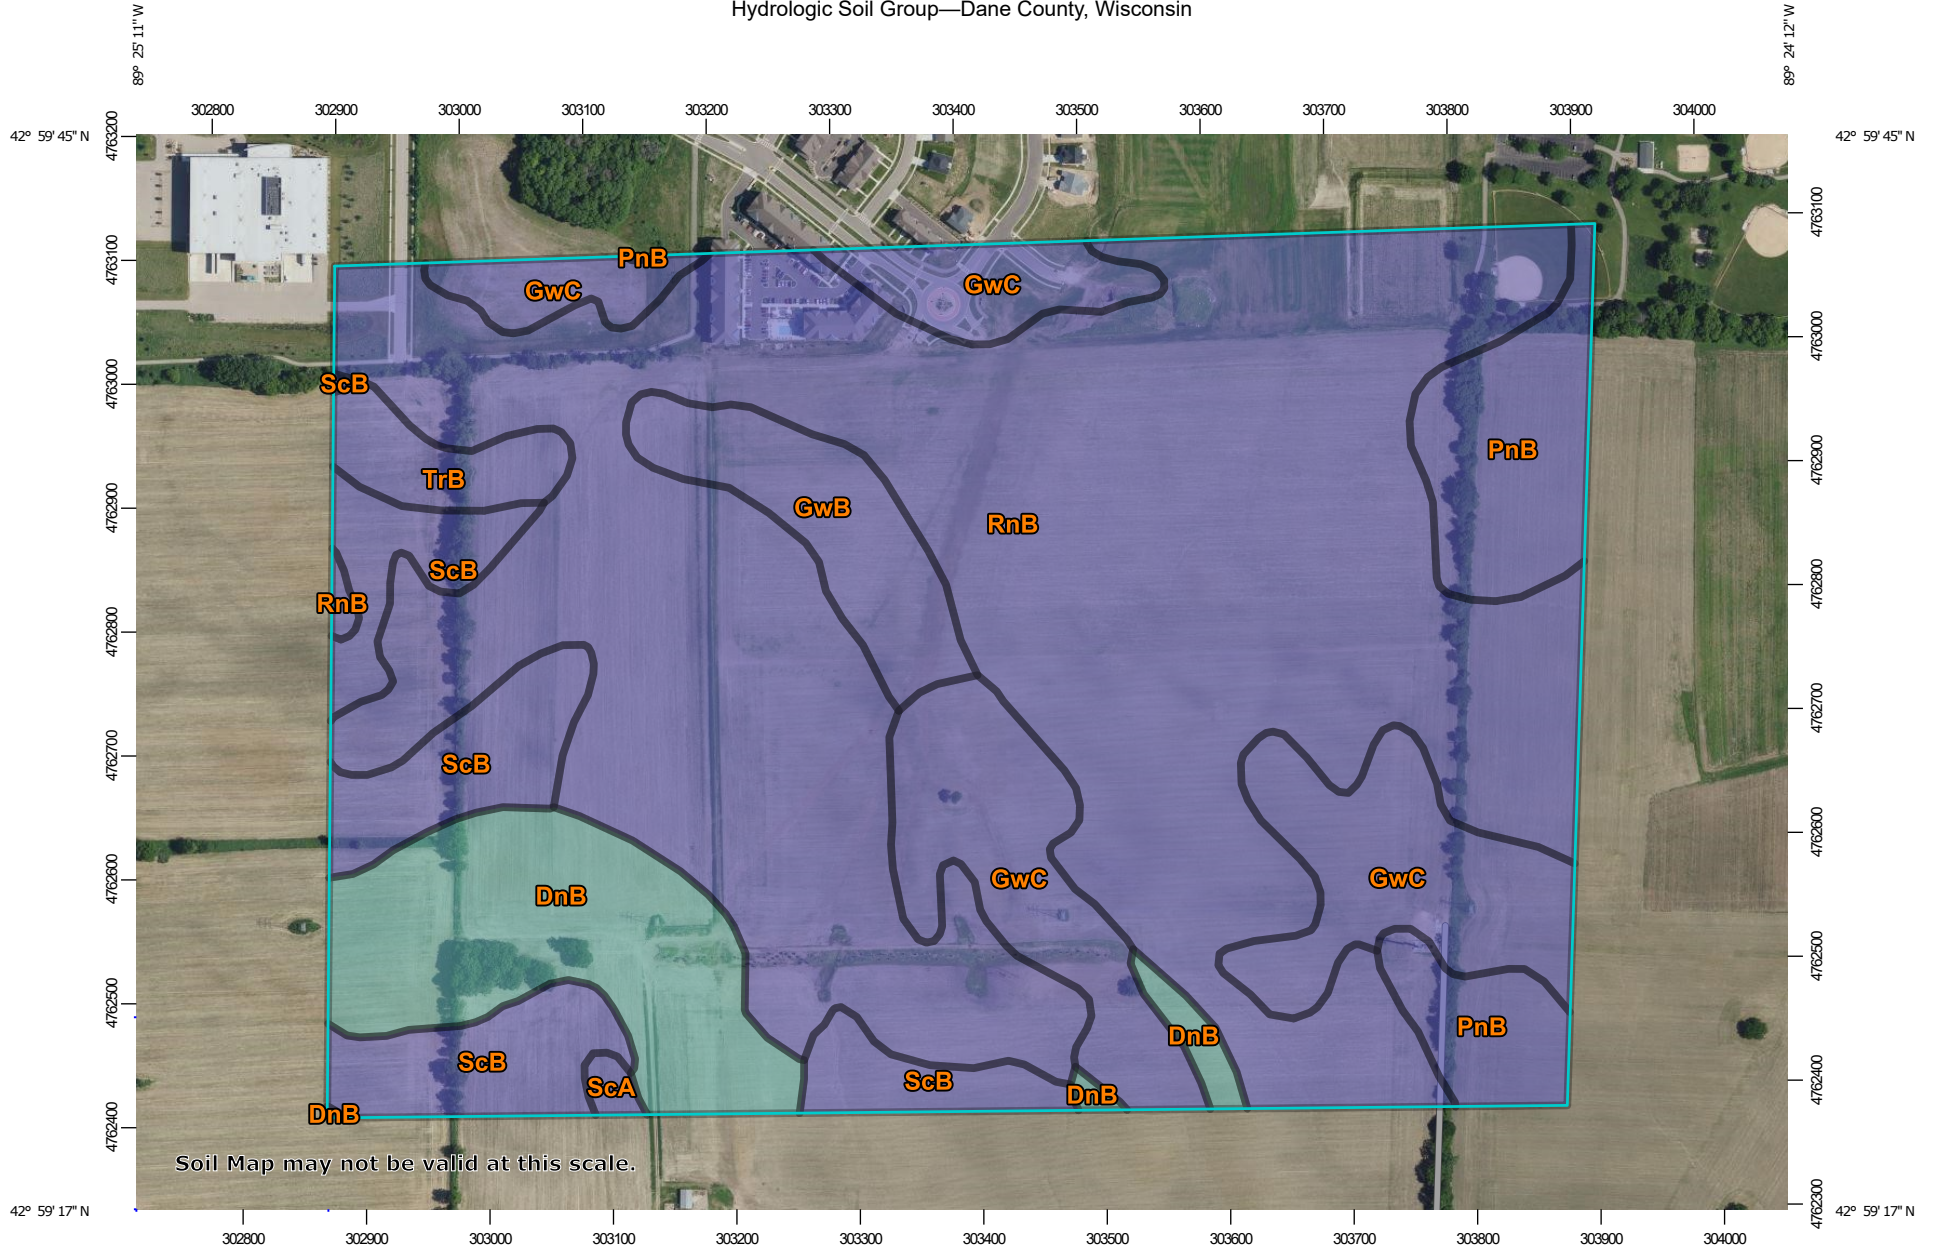 Hydrologic Soil Group—Dane County, Wisconsin
89° 25' 11" W
89° 24' 12" W
302800 302900 303000 303100 303200 303300 303400 303500 303600 303700 303800 303900 304000
42° 59' 45" N
42° 59' 45" N
4763200
4763100
4763000
4762900
4762800
4762700
4762600
4762500
4762400
4763100
4763000
4762900
4762800
4762700
4762600
4762500
4762400
4762300
PnB
GwC
GwC
ScB
PnB
TrB
GwB
RnB
ScB
RnB
ScB
GwC
GwC
DnB
PnB
DnB
ScB
ScB
ScA
DnB
DnB
Soil Map may not be valid at this scale.
42° 59' 17" N
42° 59' 17" N
302800 302900 303000 303100 303200 303300 303400 303500 303600 303700 303800 303900 304000